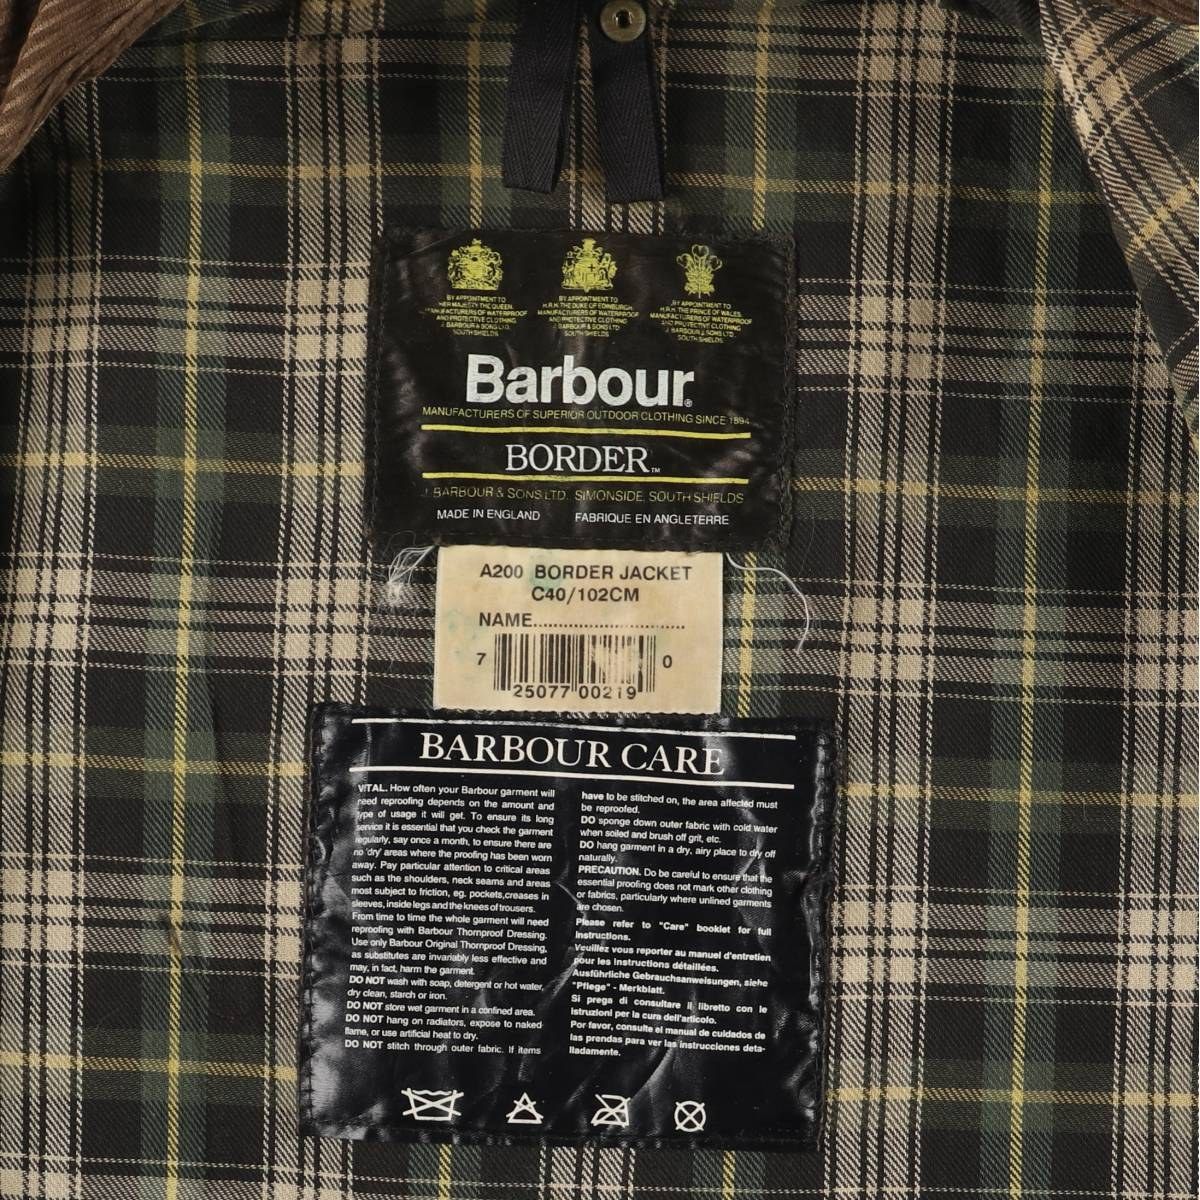 BY APPOINTMENT TO
HER MAJESTY THE QUEEN
MANUFACTURERS OF WATERPROOF
AND PROTECTIVE CLOTHING
J. BARBOUR & SONS LTD.
SOUTH SHIELDS
BY APPOINTMENT TO
H.R.H. THE DUKE OF EDINBURGH
MANUFACTURERS OF WATERPROOF
AND PROTECTIVE CLOTHING
J. BARBOUR & SONS LTD
SOUTH SHIELDS
BY APPOINTMENT TO
H.R.H. THE PRINCE OF WALES
MANUFACTURERS OF WATERPROOF
AND PROTECTIVE CLOTHING
J. BARBOUR & SONS LTD.
SOUTH SHIELDS
Barbour®
MANUFACTURERS OF SUPERIOR OUTDOOR CLOTHING SINCE 1894
BORDER™
J. BARBOUR & SONS LTD. SIMONSIDE, SOUTH SHIELDS
MADE IN ENGLAND FABRIQUE EN ANGLETERRE
A200 BORDER JACKET
C40/102CM
NAME............................
7 25077 00219 0
BARBOUR CARE
VITAL. How often your Barbour garment will
need reproofing depends on the amount and
type of usage it will get. To ensure its long
service it is essential that you check the garment
regularly, say once a month, to ensure there are
no 'dry' areas where the proofing has been worn
away. Pay particular attention to critical areas
such as the shoulders, neck seams and areas
most subject to friction, eg. pockets,creases in
sleeves, inside legs and the knees of trousers.
From time to time the whole garment will need
reproofing with Barbour Thornproof Dressing.
Use only Barbour Original Thornproof Dressing,
as substitutes are invariably less effective and
may, in fact, harm the garment.
DO NOT wash with soap, detergent or hot water,
dry clean, starch or iron.
DO NOT store wet garment in a confined area.
DO NOT hang on radiators, expose to naked
flame, or use artificial heat to dry.
DO NOT stitch through outer fabric. If items
have to be stitched on, the area affected must
be reproofed.
DO sponge down outer fabric with cold water
when soiled and brush off grit, etc.
DO hang garment in a dry, airy place to dry off
naturally.
PRECAUTION. Do be careful to ensure that the
essential proofing does not mark other clothing
or fabrics, particularly where unlined garments
are chosen.
Please refer to "Care" booklet for full
instructions.
Veuillez vous reporter au manuel d'entretien
pour les instructions détaillées.
Ausführliche Gebrauchsanweisungen, siehe
"Pflege" - Merkblatt.
Si prega di consultare il libretto con le
istruzioni per la cura dell'articolo.
Por favor, consulte el manual de cuidados de
las prendas para ver las instrucciones deta-
lladamente.